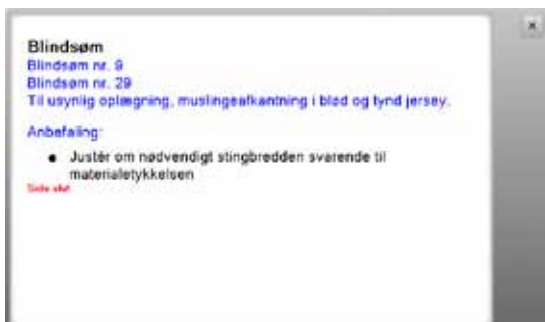 Blindsøm
Blindsøm nr. 9
Blindsøm nr. 29
Til usynlig oplægning, muslingeafkantning i blød og tynd jersey.
Anbefaling:
• Justér om nødvendigt stingbredden svarende til
materialetykkelsen
Side slut